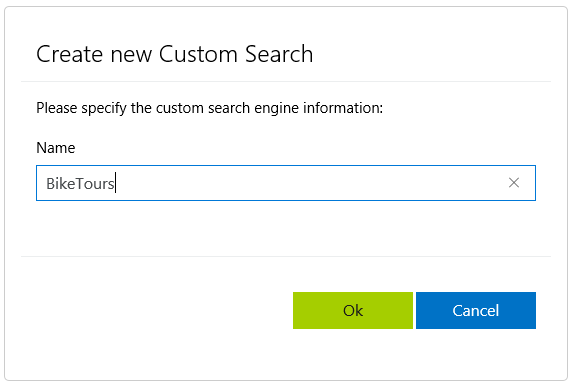 Create new Custom Search
Please specify the custom search engine information:
Name
BikeTours
Ok
Cancel